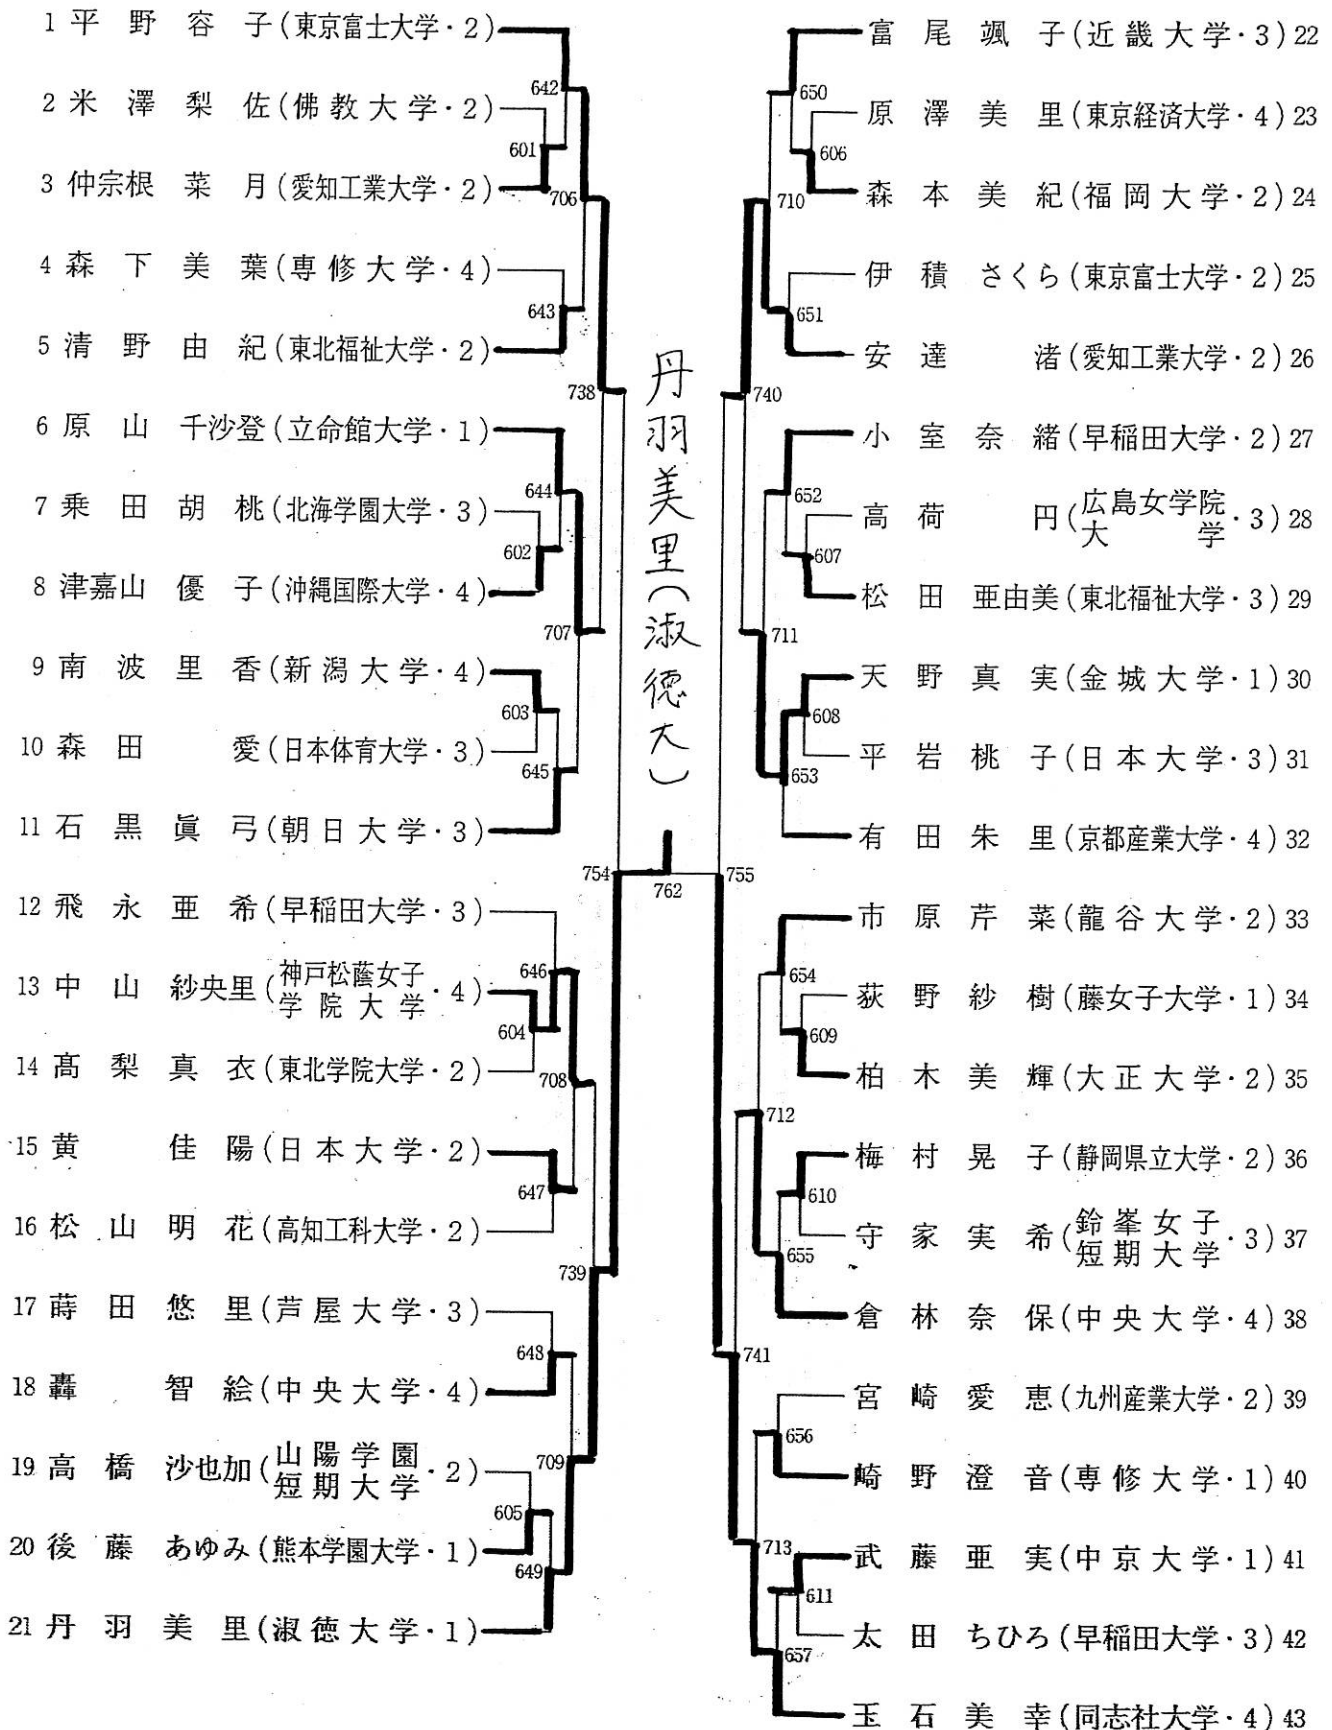 1 平野容子(東京富士大学・2)
2 米澤梨佐(佛教大学・2)
3 仲宗根菜月(愛知工業大学・2)
4 森下美葉(専修大学・4)
5 清野由紀(東北福祉大学・2)
6 原山千沙登(立命館大学・1)
7 乗田胡桃(北海学園大学・3)
8 津嘉山優子(沖縄国際大学・4)
9 南波里香(新潟大学・4)
10 森田愛(日本体育大学・3)
11 石黒眞弓(朝日大学・3)
12 飛永亜希(早稲田大学・3)
13 中山紗央里(神戸松蔭女子学院大学・4)
14 髙梨真衣(東北学院大学・2)
15 黄佳陽(日本大学・2)
16 松山明花(高知工科大学・2)
17 蒔田悠里(芦屋大学・3)
18 轟智絵(中央大学・4)
19 高橋沙也加(山陽学園短期大学・2)
20 後藤あゆみ(熊本学園大学・1)
21 丹羽美里(淑徳大学・1)
642
601
706
643
738
644
602
707
603
645
754
646
604
708
647
739
648
709
605
649
丹羽美里(淑徳大)
762
650
606
710
651
740
652
607
711
608
653
755
654
609
712
610
655
741
656
713
611
657
富尾颯子(近畿大学・3) 22
原澤美里(東京経済大学・4) 23
森本美紀(福岡大学・2) 24
伊積さくら(東京富士大学・2) 25
安達渚(愛知工業大学・2) 26
小室奈緒(早稲田大学・2) 27
高荷円(広島女学院大学・3) 28
松田亜由美(東北福祉大学・3) 29
天野真実(金城大学・1) 30
平岩桃子(日本大学・3) 31
有田朱里(京都産業大学・4) 32
市原芹菜(龍谷大学・2) 33
荻野紗樹(藤女子大学・1) 34
柏木美輝(大正大学・2) 35
梅村晃子(静岡県立大学・2) 36
守家実希(鈴峯女子短期大学・3) 37
倉林奈保(中央大学・4) 38
宮崎愛恵(九州産業大学・2) 39
崎野澄音(専修大学・1) 40
武藤亜実(中京大学・1) 41
太田ちひろ(早稲田大学・3) 42
玉石美幸(同志社大学・4) 43